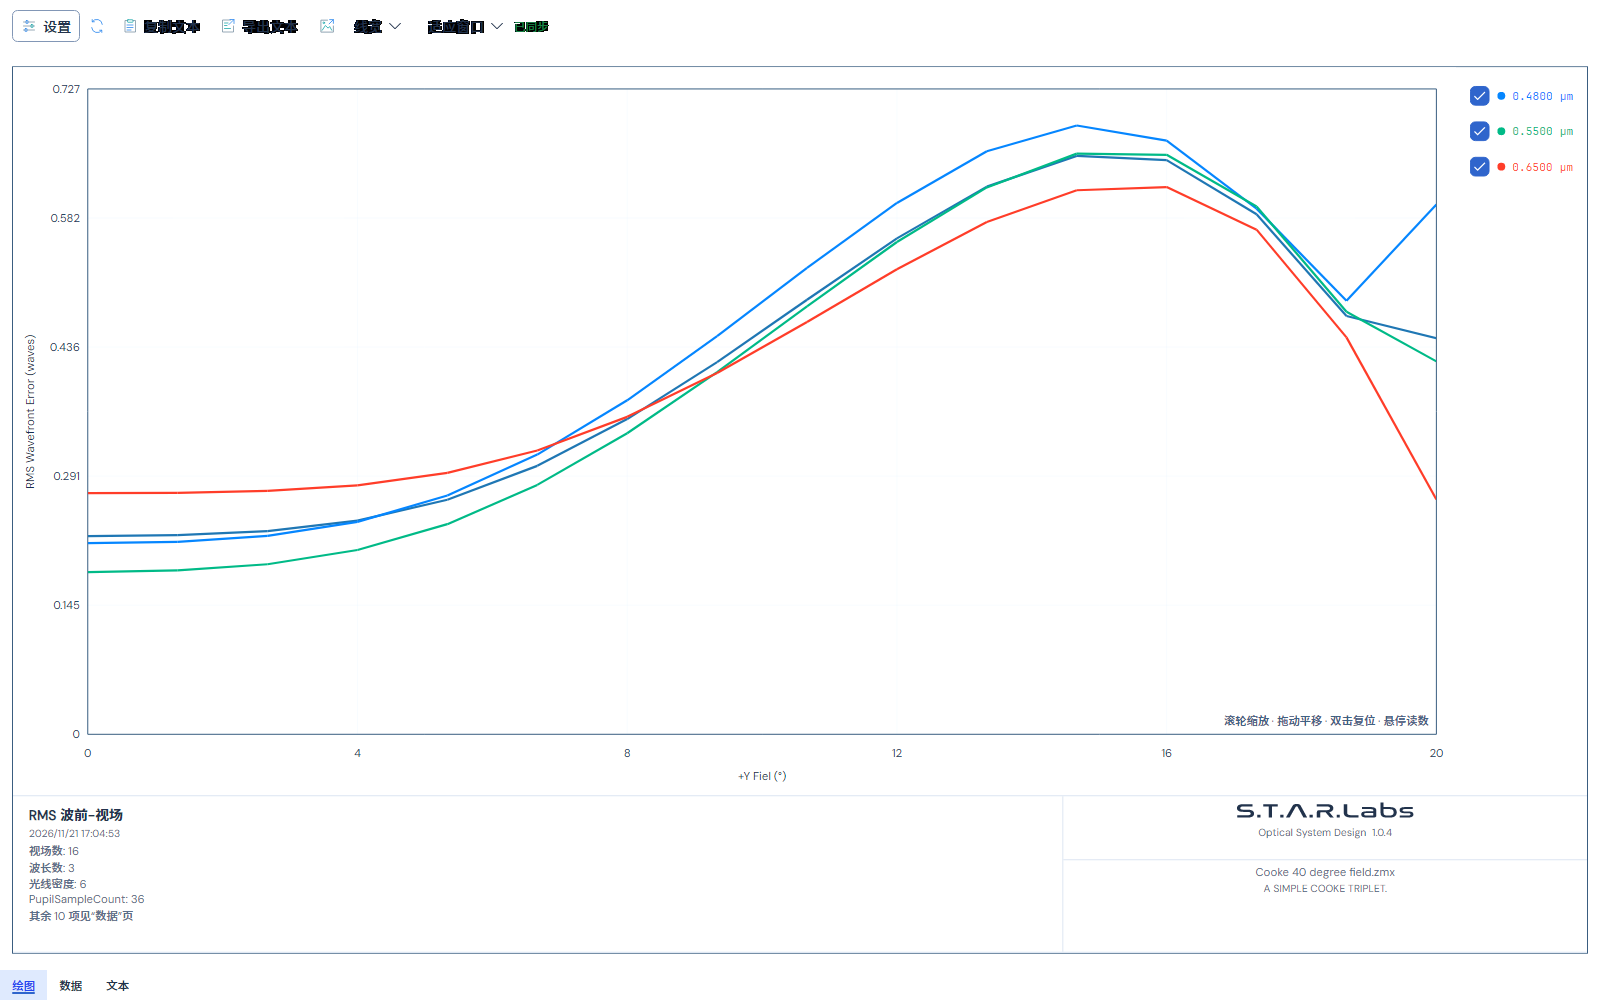 设置
0.727
0.582
0.436
0.291
0.145
0
0
4
8
12
16
20
RMS Wavefront Error (waves)
+Y Fiel (°)
0.4800 µm
0.5500 µm
0.6500 µm
滚轮缩放 · 拖动平移 · 双击复位 · 悬停读数
RMS 波前-视场
2026/11/21 17:04:53
视场数: 16
波长数: 3
光线密度: 6
PupilSampleCount: 36
其余 10 项见“数据”页
S.T.A.R.Labs
Optical System Design 1.0.4
Cooke 40 degree field.zmx
A SIMPLE COOKE TRIPLET.
绘图 数据 文本